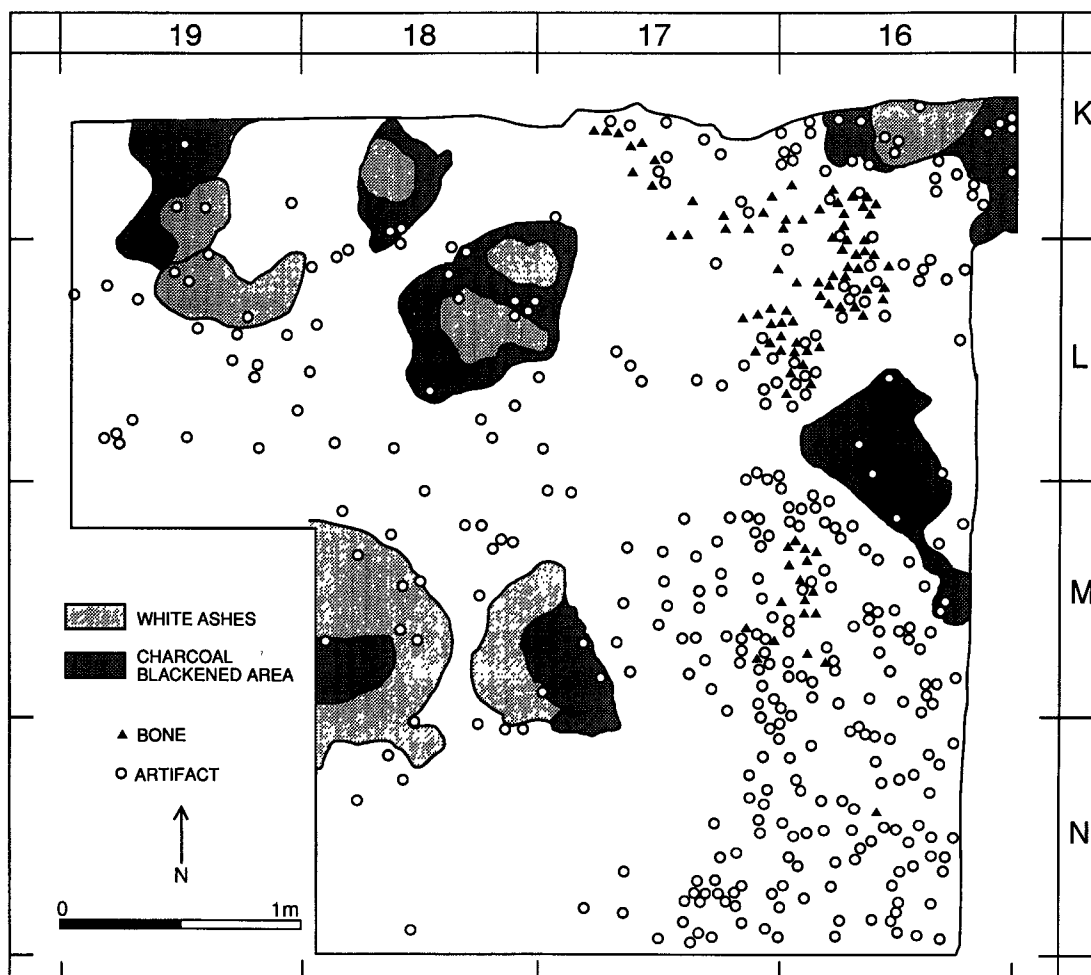 19 18 17 16
K
L
M
N
WHITE ASHES
CHARCOAL
BLACKENED AREA
BONE
ARTIFACT
N
0 1m